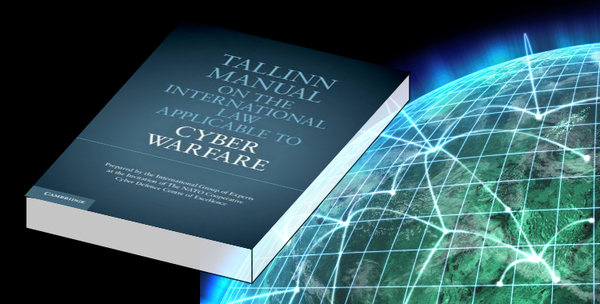 TALLINN
MANUAL
ON THE
INTERNATIONAL
LAW
APPLICABLE TO
CYBER
WARFARE
Prepared by the International Group of Experts
at the Invitation of The NATO Cooperative
Cyber Defence Centre of Excellence
CAMBRIDGE